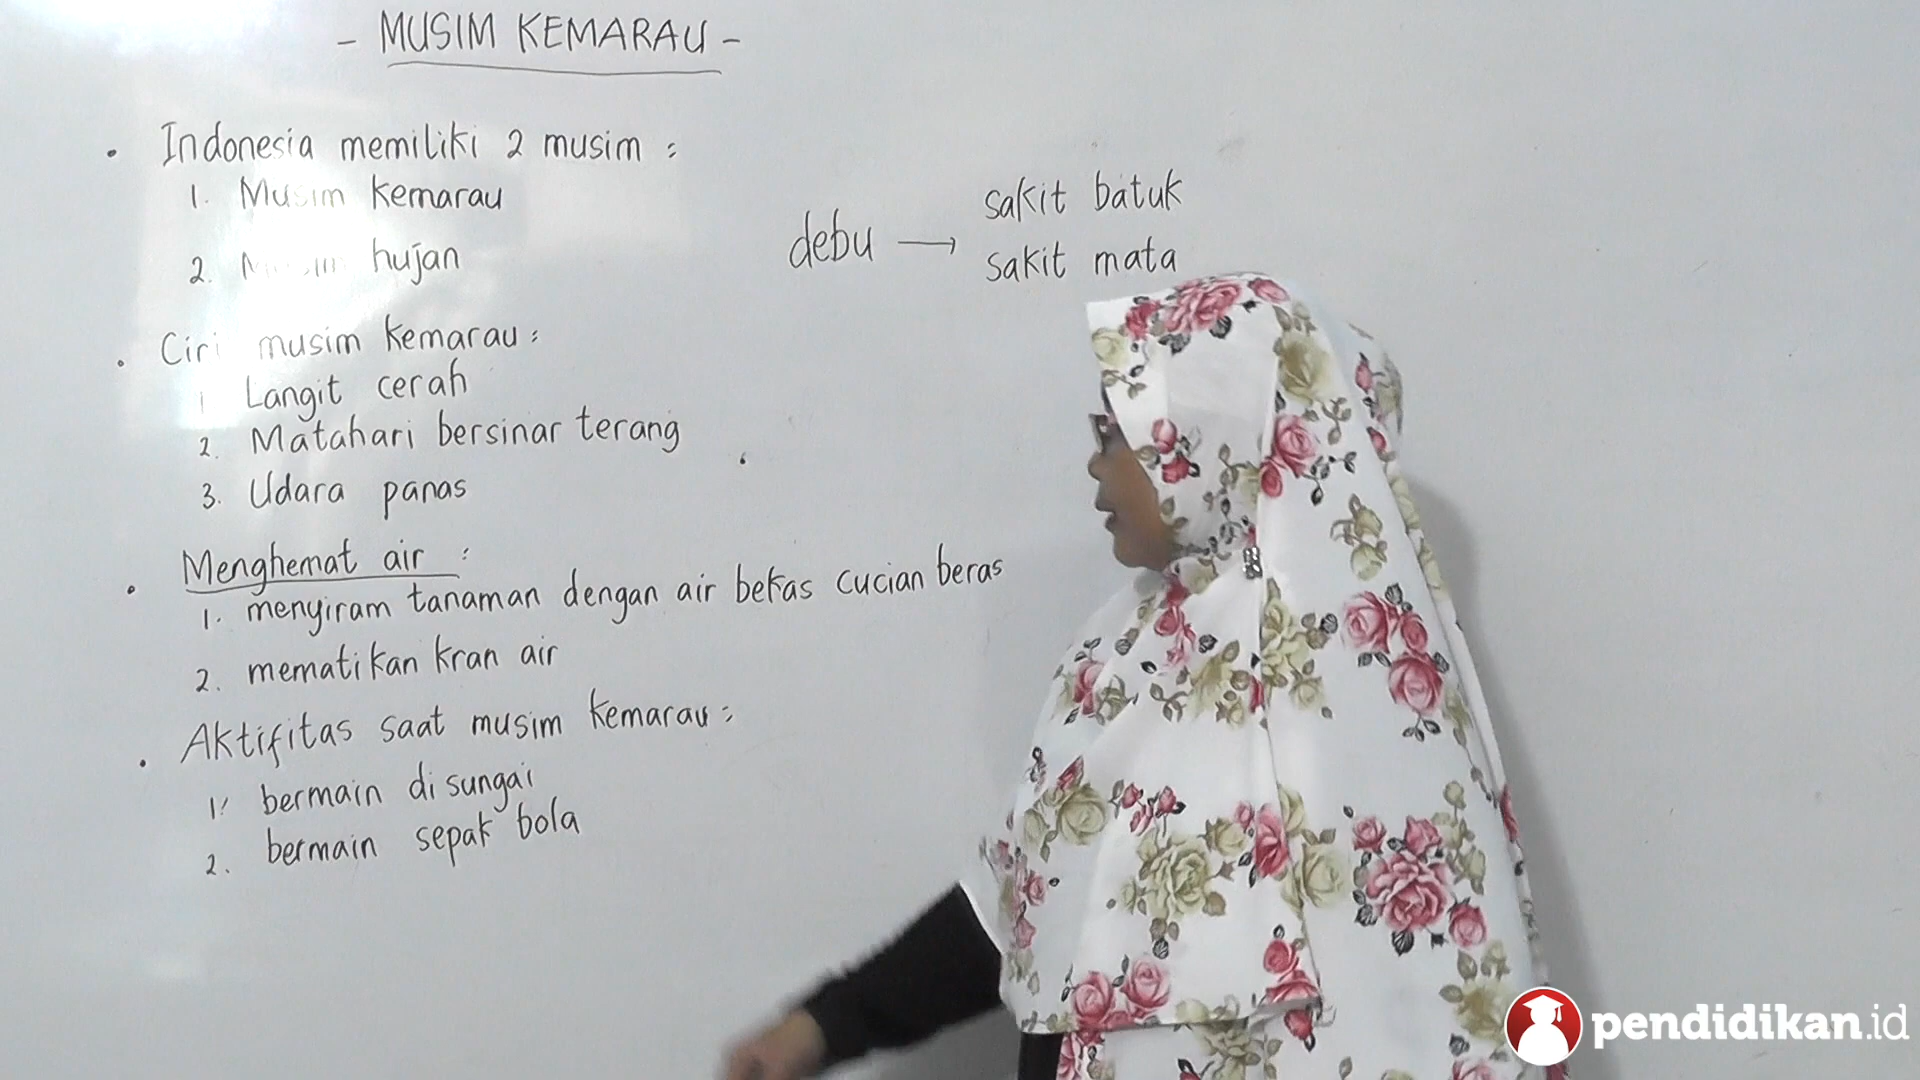 - MUSIM KEMARAU -
• Indonesia memiliki 2 musim :
1. Musim kemarau
2. Musim hujan
debu → sakit batuk
sakit mata
• Ciri musim kemarau :
1 Langit cerah
2. Matahari bersinar terang
3. Udara panas
• Menghemat air :
1. menyiram tanaman dengan air bekas cucian beras
2. mematikan kran air
• Aktifitas saat musim kemarau :
1. bermain di sungai
2. bermain sepak bola
pendidikan.id